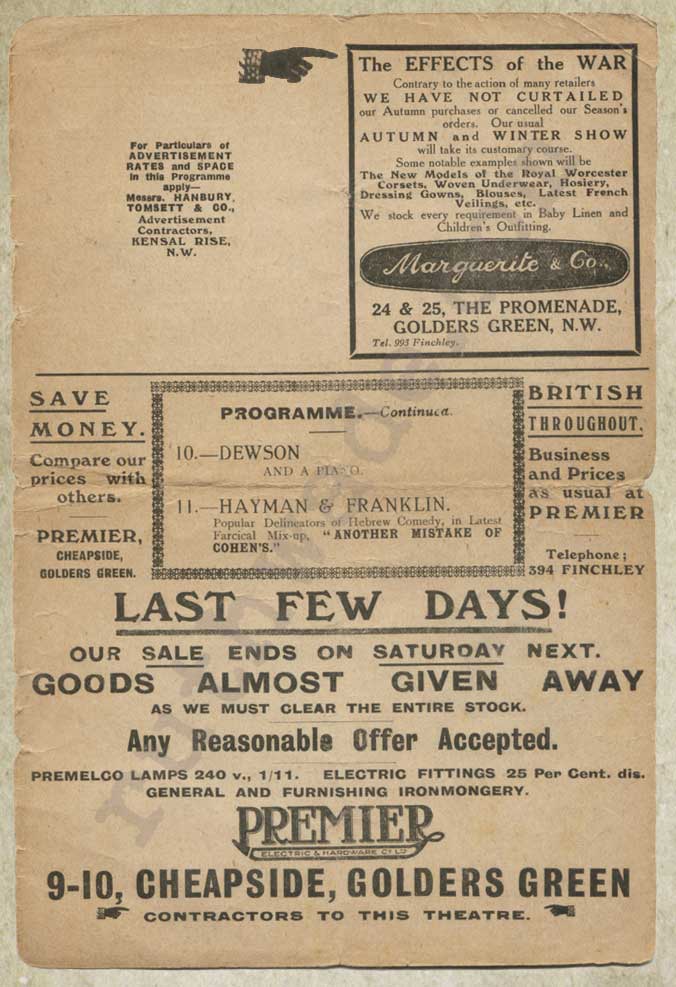 For Particulars of
ADVERTISEMENT
RATES and SPACE
in this Programme
apply—
Messrs. HANBURY,
TOMSETT & CO.,
Advertisement
Contractors,
KENSAL RISE,
N.W.
The EFFECTS of the WAR
Contrary to the action of many retailers
WE HAVE NOT CURTAILED
our Autumn purchases or cancelled our Season's
orders. Our usual
AUTUMN and WINTER SHOW
will take its customary course.
Some notable examples shown will be
The New Models of the Royal Worcester
Corsets, Woven Underwear, Hosiery,
Dressing Gowns, Blouses, Latest French
Veilings, etc.
We stock every requirement in Baby Linen and
Children's Outfitting.
Marguerite & Co.,
24 & 25, THE PROMENADE,
GOLDERS GREEN, N.W.
Tel. 993 Finchley.
SAVE
MONEY.
Compare our
prices with
others.
PREMIER,
CHEAPSIDE,
GOLDERS GREEN.
PROGRAMME.—Continued.
10.—DEWSON
AND A PIANO.
11.—HAYMAN & FRANKLIN.
Popular Delineators of Hebrew Comedy, in Latest
Farcical Mix-up, "ANOTHER MISTAKE OF
COHEN'S."
BRITISH
THROUGHOUT.
Business
and Prices
as usual at
PREMIER
Telephone;
394 FINCHLEY
LAST FEW DAYS!
OUR SALE ENDS ON SATURDAY NEXT.
GOODS ALMOST GIVEN AWAY
AS WE MUST CLEAR THE ENTIRE STOCK.
Any Reasonable Offer Accepted.
PREMELCO LAMPS 240 v., 1/11. ELECTRIC FITTINGS 25 Per Cent. dis.
GENERAL AND FURNISHING IRONMONGERY.
PREMIER
ELECTRIC & HARDWARE Co LTD
9-10, CHEAPSIDE, GOLDERS GREEN
CONTRACTORS TO THIS THEATRE.